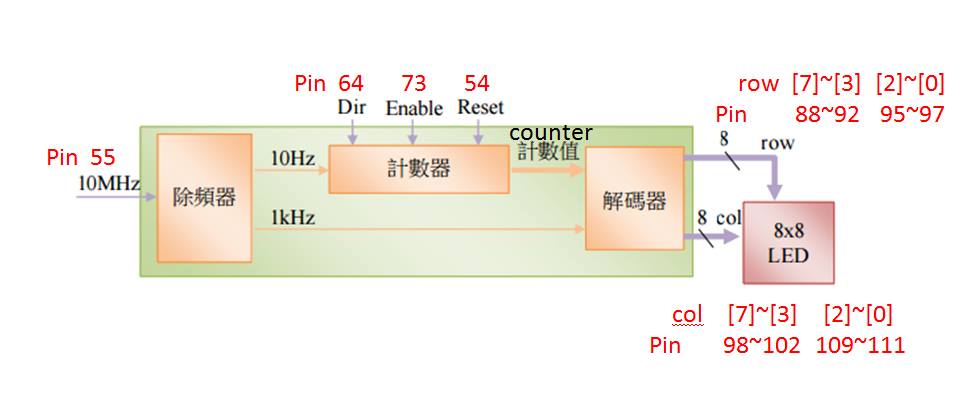 Pin 64 73 54
Dir Enable Reset
row [7]~[3] [2]~[0]
Pin 88~92 95~97
counter
計數值
8 row
Pin 55
10MHz
除頻器
10Hz
計數器
1kHz
解碼器
8 col
8x8
LED
col [7]~[3] [2]~[0]
Pin 98~102 109~111